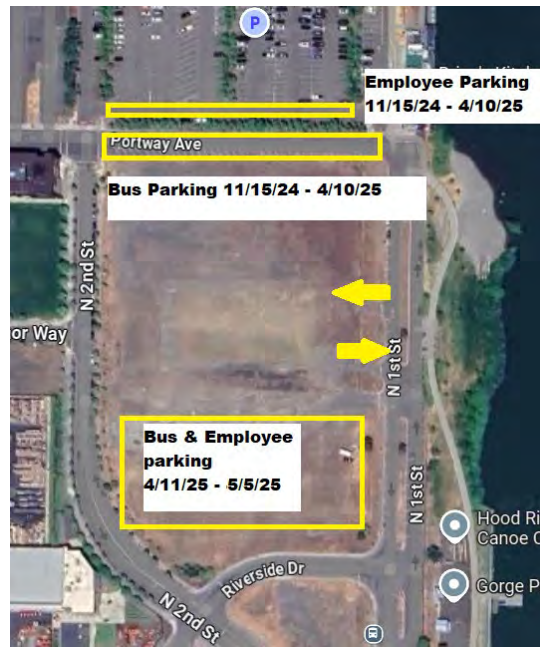 P
Employee Parking
11/15/24 - 4/10/25
Portway Ave
Bus Parking 11/15/24 - 4/10/25
N 2nd St
or Way
N 1st St
Bus & Employee
parking
4/11/25 - 5/5/25
N 1st St
Hood Ri
Canoe C
Riverside Dr
Gorge P
N 2nd St